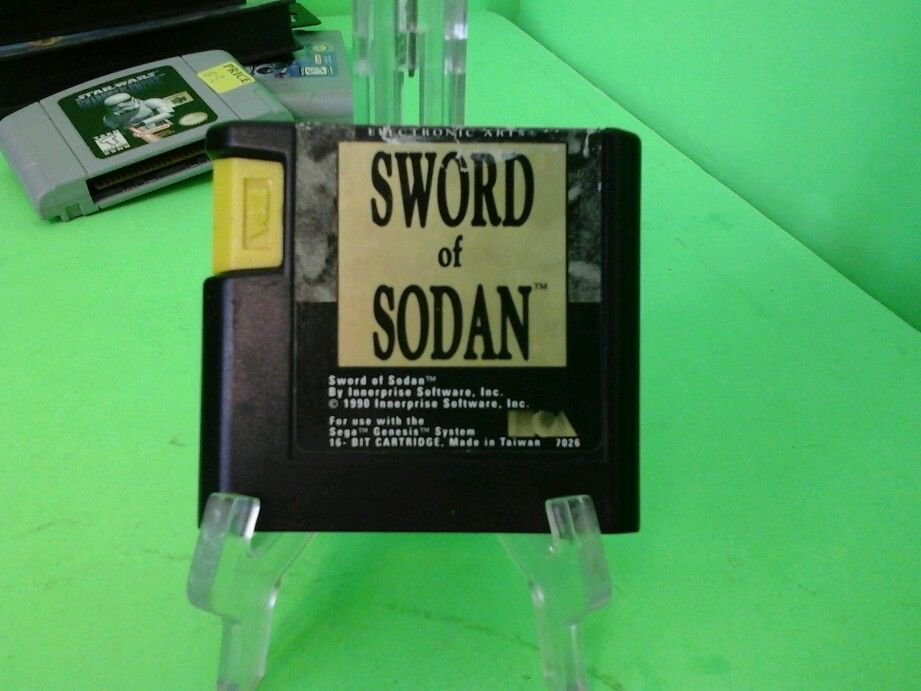 STAR WARS
PRICE
ELECTRONIC ARTS
SWORD
of
SODAN™
Sword of Sodan™
By Innerprise Software, Inc.
© 1990 Innerprise Software, Inc.
For use with the
Sega™ Genesis™ System
16- BIT CARTRIDGE, Made in Taiwan 7026